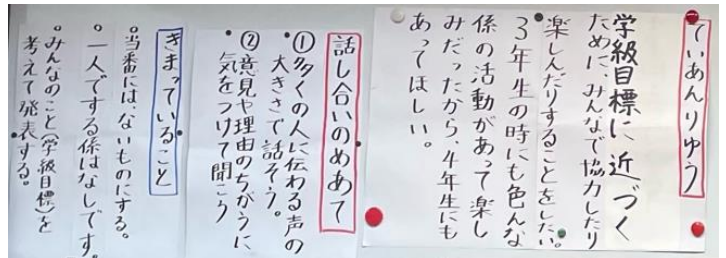 ていあんりゆう
学級目標に近づく
ために、みんなで協力したり
楽しんだりすることをしたい。
3年生の時にも色んな
係の活動があって楽し
みだったから、4年生にも
あってほしい。
話し合いのめあて
①多くの人に伝わる声の
大きさで話そう。
②意見や理由のちがうに
気をつけて聞こう
きまっていること
。当番には、ないものにする。
。一人でする係はなしです。
。みんなのこと(学級目標)を
考えて発表する。